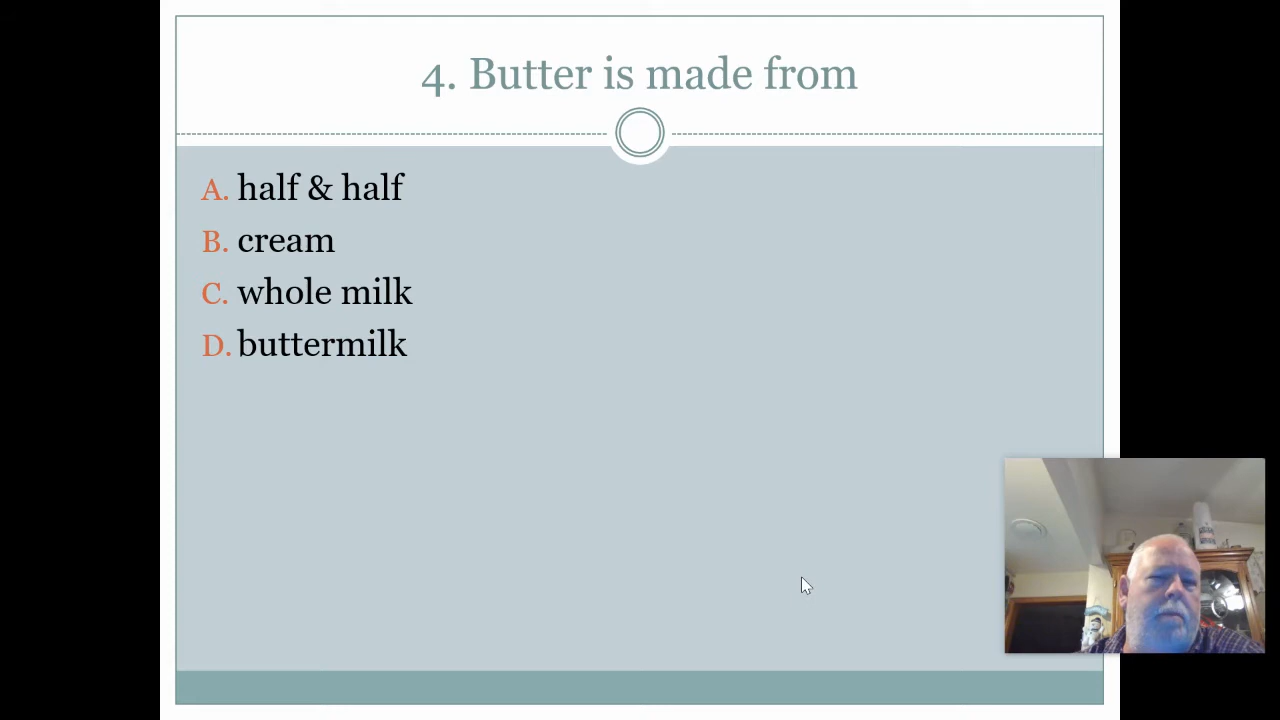 4. Butter is made from
A. half & half
B. cream
C. whole milk
D. buttermilk